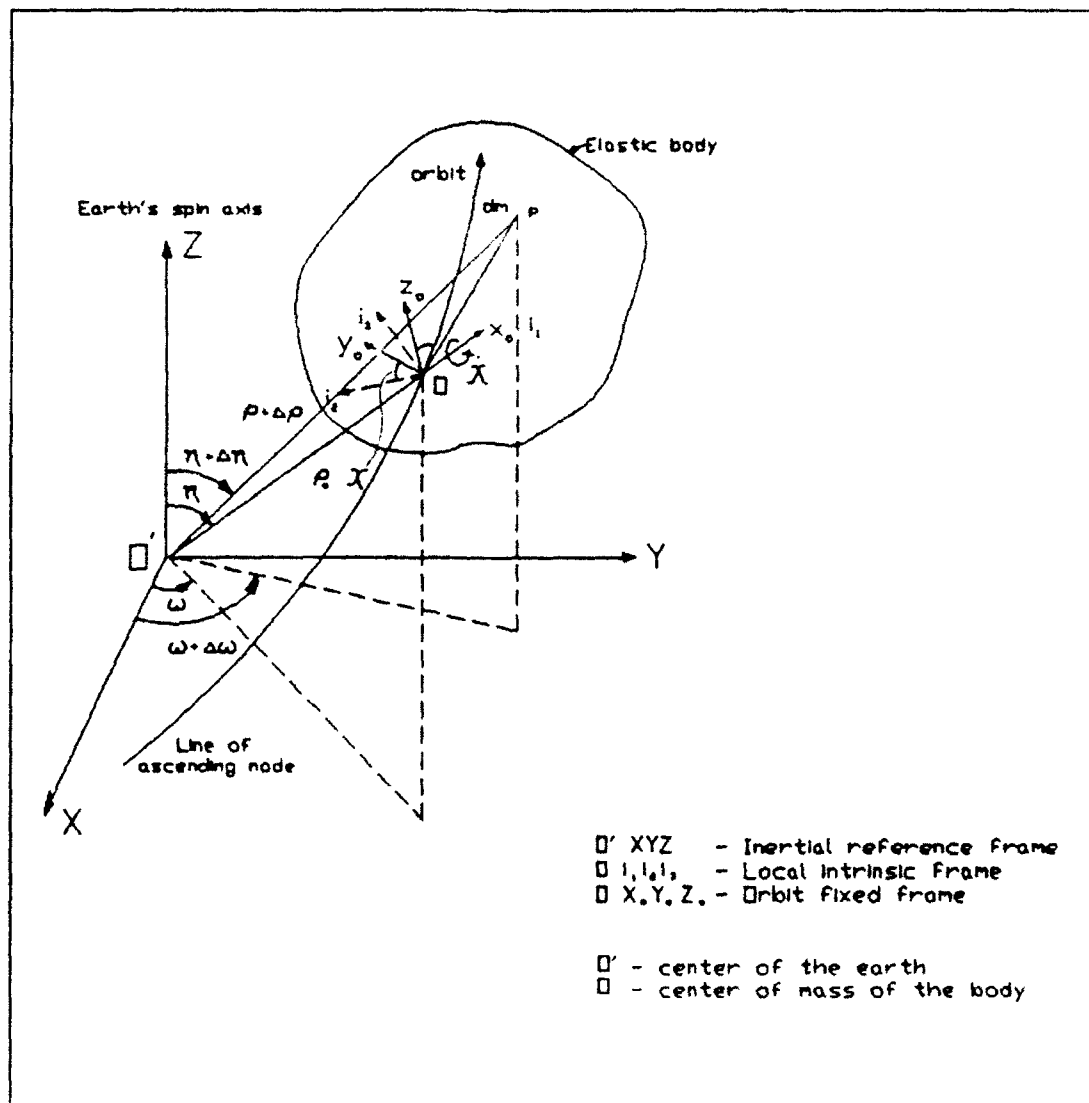 Elastic body
orbit
dm
P
Earth's spin axis
Z
Z₀
i₃
Y₀
X₀ i₁
χ̇
O
i₂
ρ+Δρ
η+Δη
ρ₀ χ
η
O'
Y
ω
ω+Δω
Line of
ascending node
X
O' XYZ - Inertial reference frame
O i₁i₂i₃ - Local intrinsic frame
O X₀Y₀Z₀ - Orbit fixed frame
O' - center of the earth
O - center of mass of the body